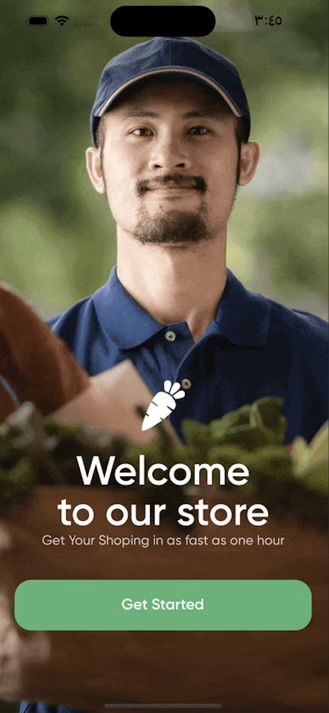 ٣:٤٥
Welcome
to our store
Get Your Shoping in as fast as one hour
Get Started